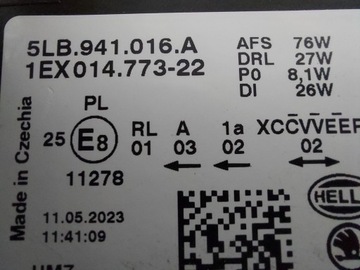 5LB.941.016.A
1EX014.773-22
AFS 76W
DRL 27W
P0 8,1W
DI 26W
Made in Czechia
PL
25 E8
11278
RL
01
A
03
1a
02
XCCVVEEF
02
11.05.2023
11:41:09
HELL